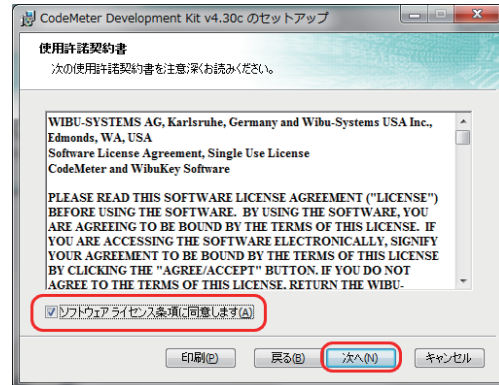 CodeMeter Development Kit v4.30c のセットアップ
使用許諾契約書
次の使用許諾契約書を注意深くお読みください。
WIBU-SYSTEMS AG, Karlsruhe, Germany and Wibu-Systems USA Inc.,
Edmonds, WA, USA
Software License Agreement, Single Use License
CodeMeter and WibuKey Software
PLEASE READ THIS SOFTWARE LICENSE AGREEMENT ("LICENSE")
BEFORE USING THE SOFTWARE. BY USING THE SOFTWARE, YOU
ARE AGREEING TO BE BOUND BY THE TERMS OF THIS LICENSE. IF
YOU ARE ACCESSING THE SOFTWARE ELECTRONICALLY, SIGNIFY
YOUR AGREEMENT TO BE BOUND BY THE TERMS OF THIS LICENSE
BY CLICKING THE "AGREE/ACCEPT" BUTTON. IF YOU DO NOT
AGREE TO THE TERMS OF THIS LICENSE, RETURN THE WIBU-
ソフトウェア ライセンス条項に同意します(A)
印刷(P) 戻る(B) 次へ(N) キャンセル